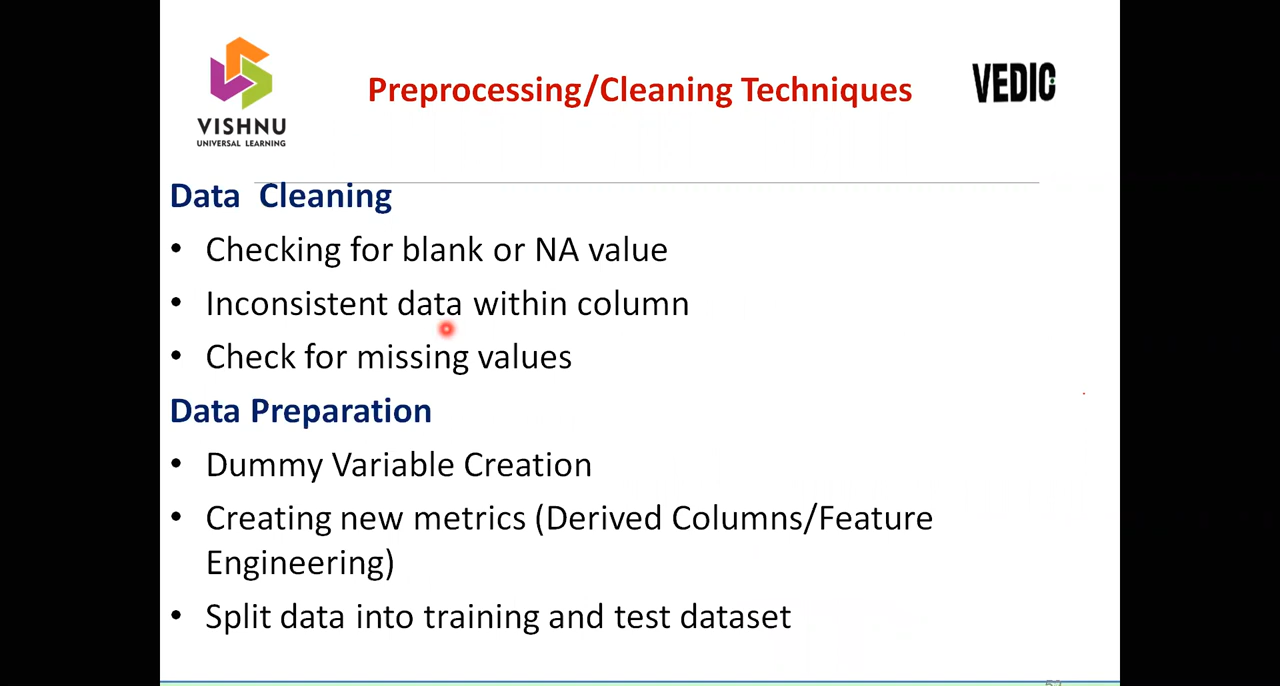 VISHNU
UNIVERSAL LEARNING
Preprocessing/Cleaning Techniques
VEDIC
Data Cleaning
• Checking for blank or NA value
• Inconsistent data within column
• Check for missing values
Data Preparation
• Dummy Variable Creation
• Creating new metrics (Derived Columns/Feature
Engineering)
• Split data into training and test dataset